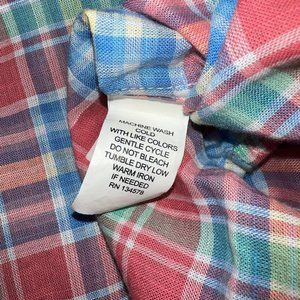 MACHINE WASH
COLD
WITH LIKE COLORS
GENTLE CYCLE
DO NOT BLEACH
TUMBLE DRY LOW
WARM IRON
IF NEEDED
RN 134579